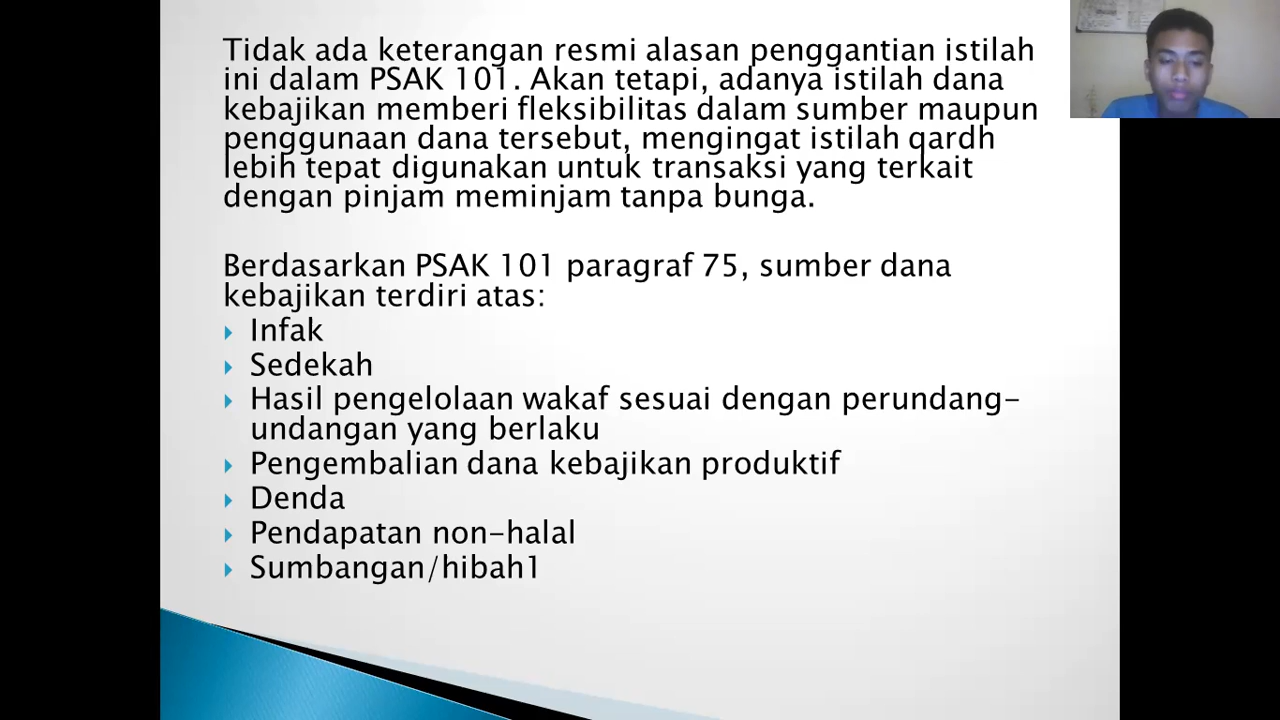 Tidak ada keterangan resmi alasan penggantian istilah
ini dalam PSAK 101. Akan tetapi, adanya istilah dana
kebajikan memberi fleksibilitas dalam sumber maupun
penggunaan dana tersebut, mengingat istilah qardh
lebih tepat digunakan untuk transaksi yang terkait
dengan pinjam meminjam tanpa bunga.
Berdasarkan PSAK 101 paragraf 75, sumber dana
kebajikan terdiri atas:
Infak
Sedekah
Hasil pengelolaan wakaf sesuai dengan perundang-
undangan yang berlaku
Pengembalian dana kebajikan produktif
Denda
Pendapatan non-halal
Sumbangan/hibah1